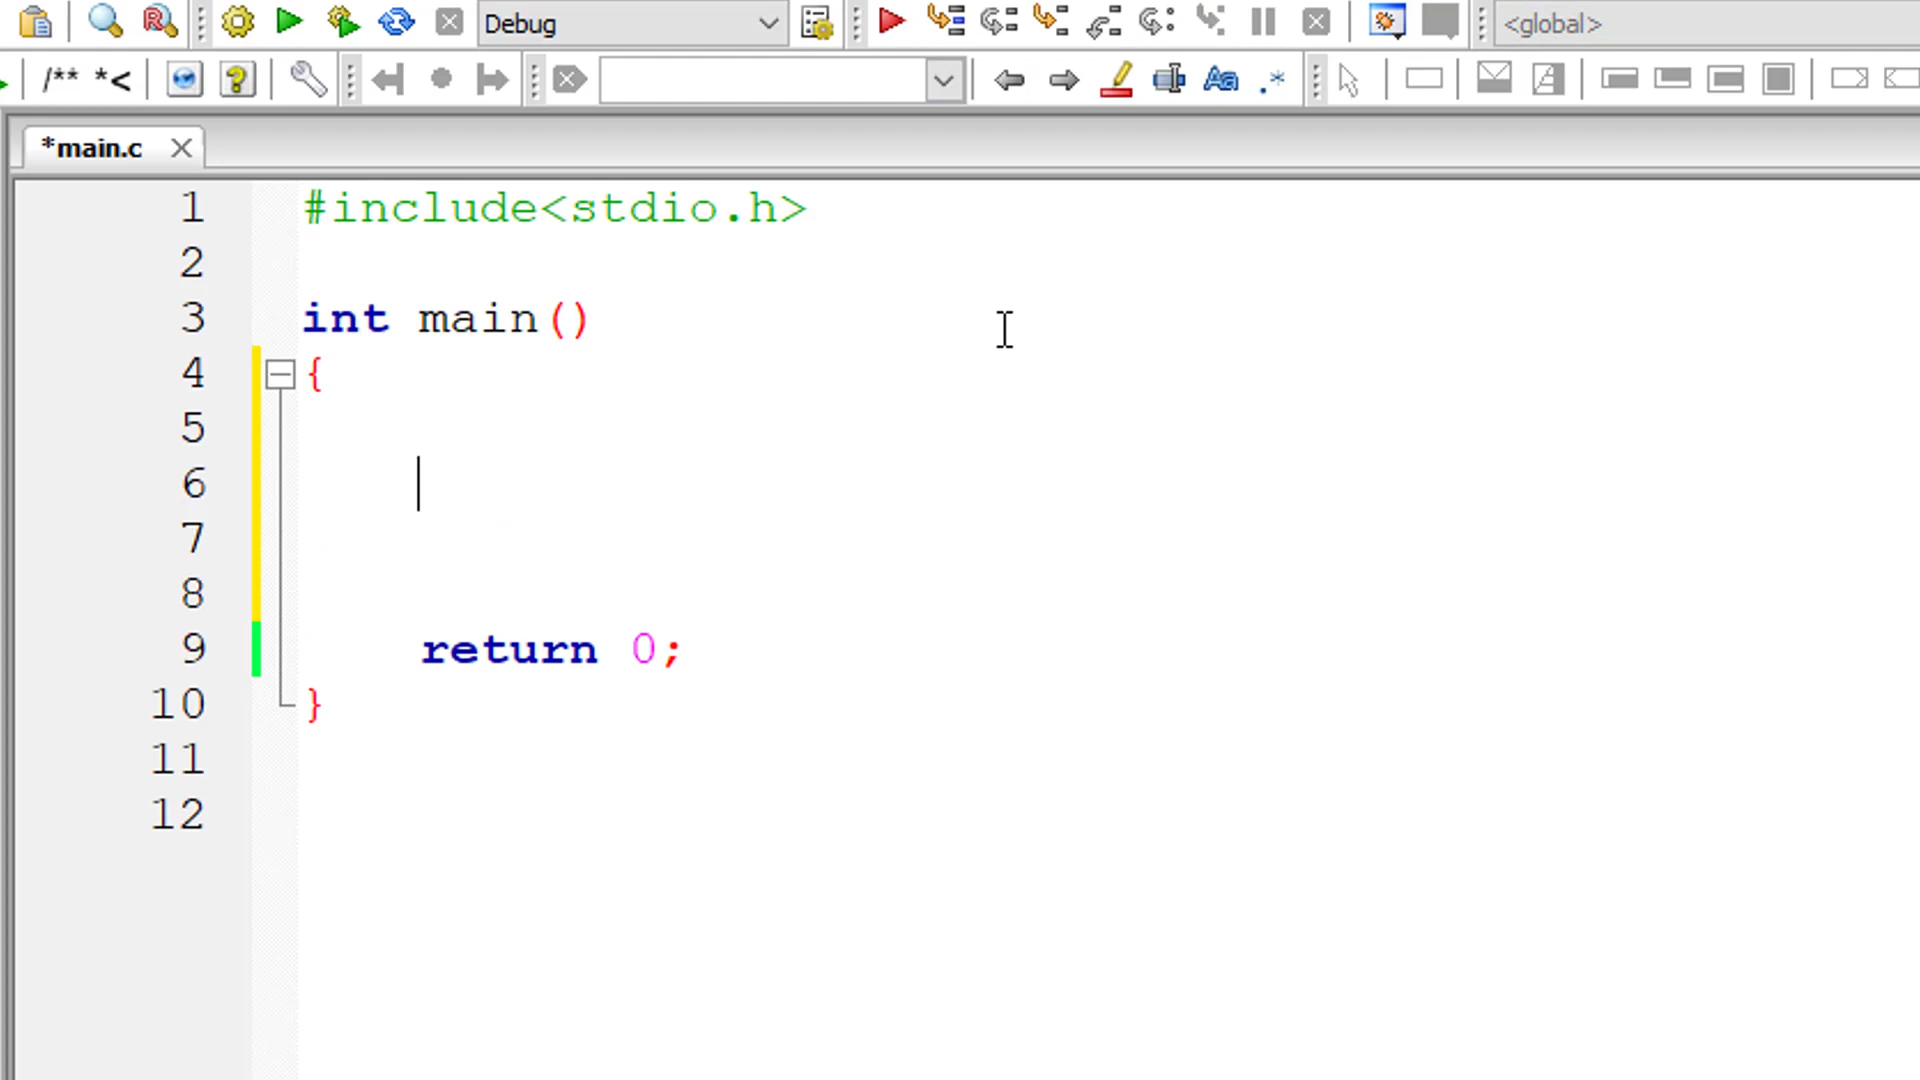 Debug
<global>
/** *<
Aa
.*
*main.c
1 #include<stdio.h>
2
3 int main()
4 {
5
6
7
8
9 return 0;
10 }
11
12